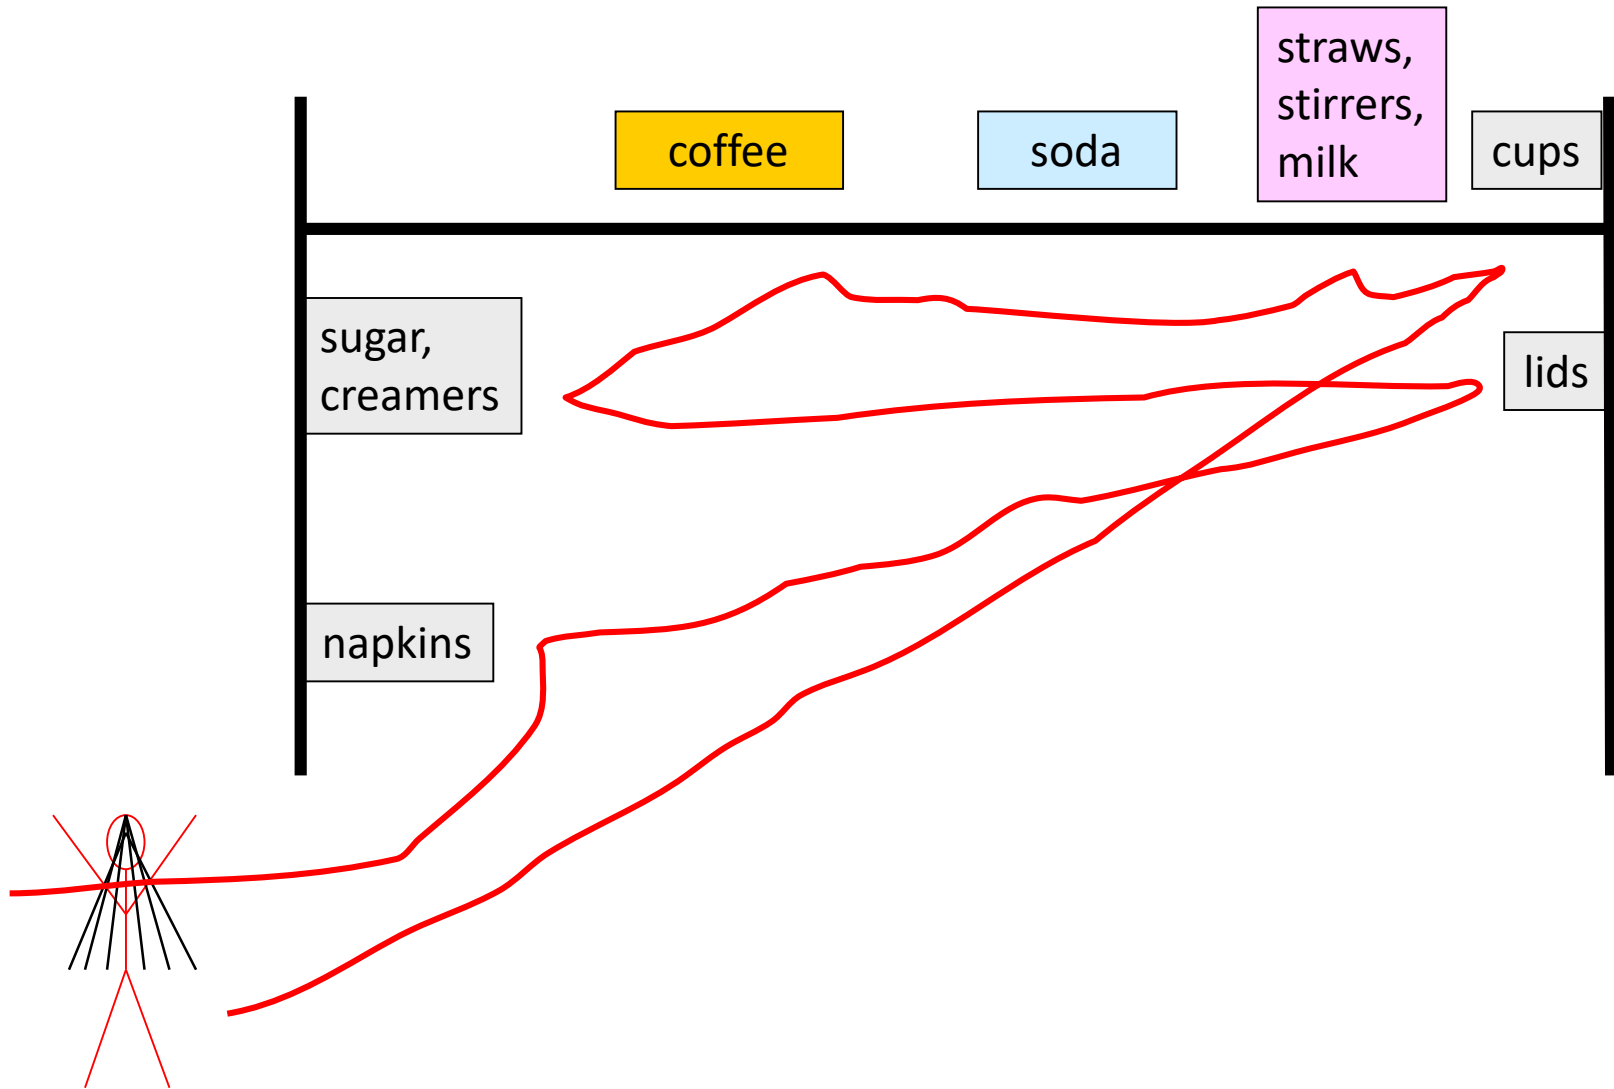 straws,
stirrers,
milk
coffee
soda
cups
sugar,
creamers
lids
napkins